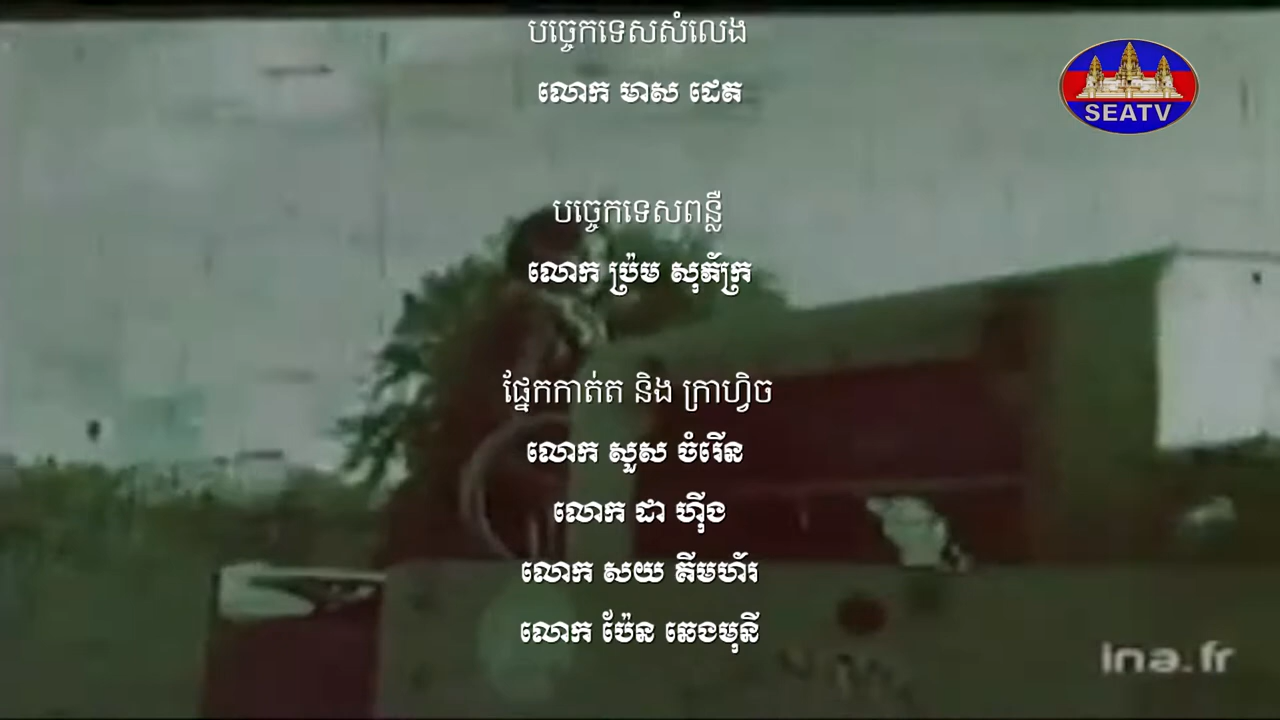 បច្ចេកទេសសំលេង
លោក មាស ដេត
SEATV
បច្ចេកទេសពន្លឺ
លោក ប្រ៉ម សុភ័ក្រ
ផ្នែកកាត់ត និង ក្រាហ្វិច
លោក សួស ចំរើន
លោក ដា ហ៊ីង
លោក សយ តីមហ័រ
លោក ប៉ែន ឆេងមុនី
ina.fr